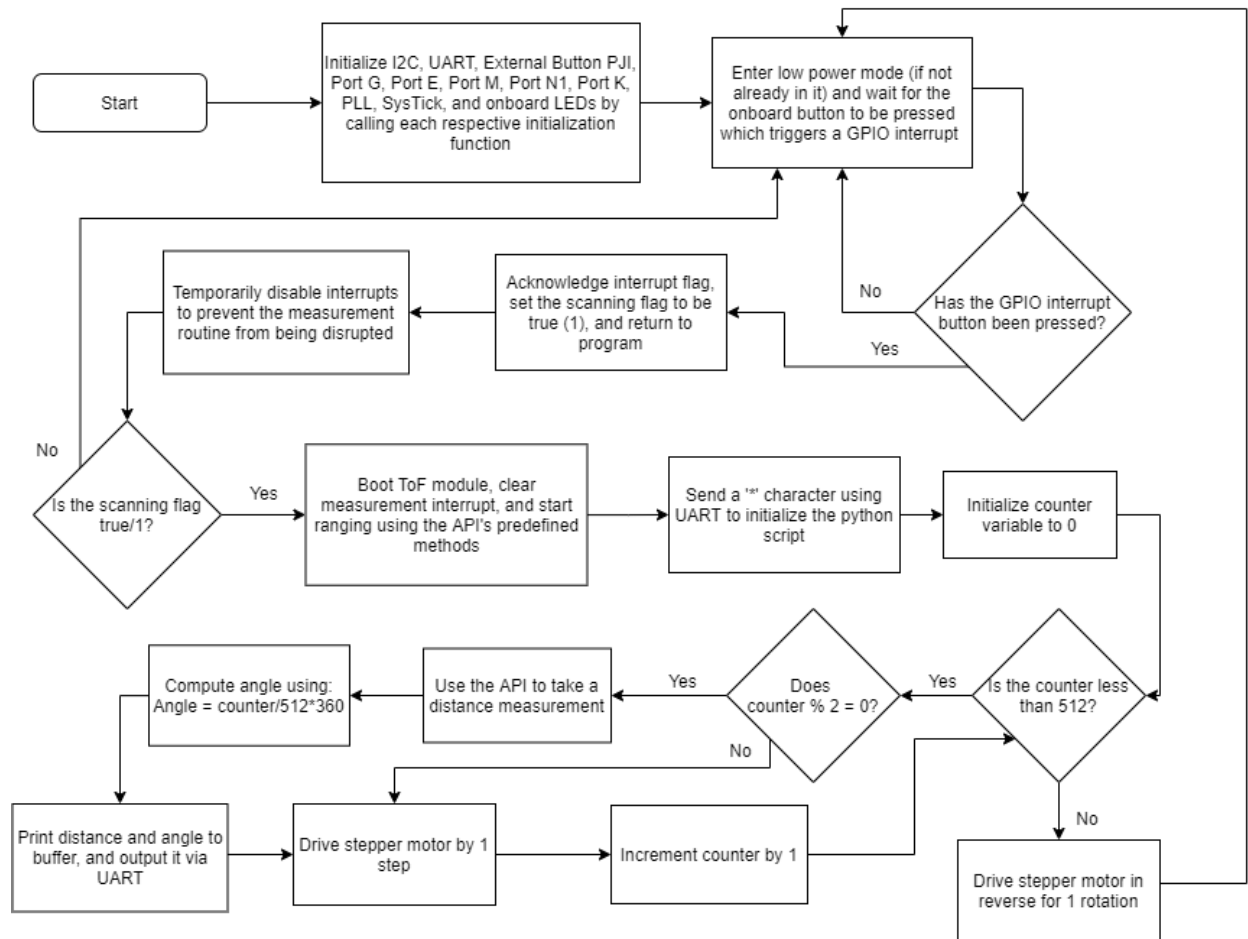 Start
Initialize I2C, UART, External Button PJI,
Port G, Port E, Port M, Port N1, Port K,
PLL, SysTick, and onboard LEDs by
calling each respective initialization
function
Enter low power mode (if not
already in it) and wait for the
onboard button to be pressed
which triggers a GPIO interrupt
Has the GPIO interrupt
button been pressed?
No
Yes
Acknowledge interrupt flag,
set the scanning flag to be
true (1), and return to
program
Temporarily disable interrupts
to prevent the measurement
routine from being disrupted
Is the scanning flag
true/1?
No
Yes
Boot ToF module, clear
measurement interrupt, and start
ranging using the API's predefined
methods
Send a '*' character using
UART to initialize the python
script
Initialize counter
variable to 0
Is the counter less
than 512?
Yes
No
Does
counter % 2 = 0?
Yes
No
Use the API to take a
distance measurement
Compute angle using:
Angle = counter/512*360
Print distance and angle to
buffer, and output it via
UART
Drive stepper motor by 1
step
Increment counter by 1
Drive stepper motor in
reverse for 1 rotation